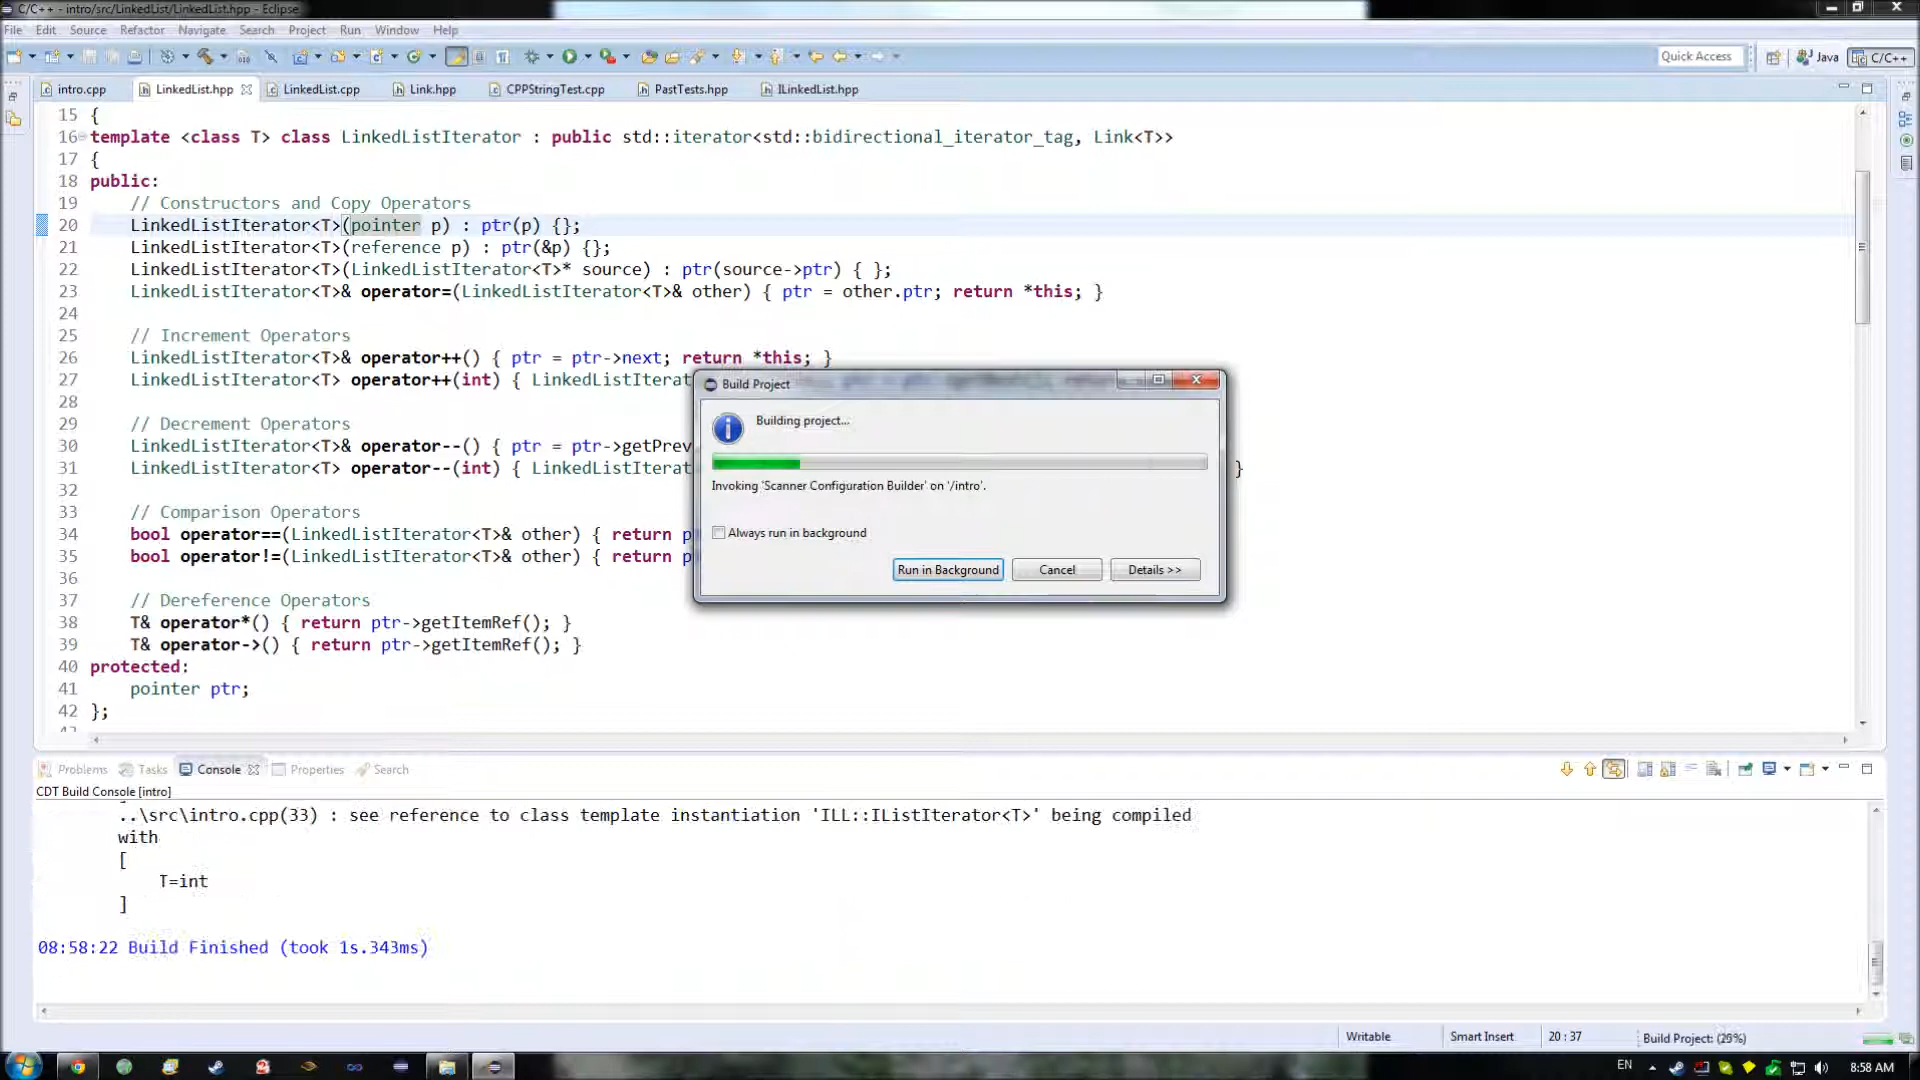 C/C++ - intro/src/LinkedList/LinkedList.hpp - Eclipse
File Edit Source Refactor Navigate Search Project Run Window Help
Quick Access Java C/C++
intro.cpp LinkedList.hpp LinkedList.cpp Link.hpp CPPStringTest.cpp PastTests.hpp ILinkedList.hpp
15 {
16 template <class T> class LinkedListIterator : public std::iterator<std::bidirectional_iterator_tag, Link<T>>
17 {
18 public:
19 // Constructors and Copy Operators
20 LinkedListIterator<T>(pointer p) : ptr(p) {};
21 LinkedListIterator<T>(reference p) : ptr(&p) {};
22 LinkedListIterator<T>(LinkedListIterator<T>* source) : ptr(source->ptr) { };
23 LinkedListIterator<T>& operator=(LinkedListIterator<T>& other) { ptr = other.ptr; return *this; }
24
25 // Increment Operators
26 LinkedListIterator<T>& operator++() { ptr = ptr->next; return *this; }
27 LinkedListIterator<T> operator++(int) { LinkedListIterat
28
29 // Decrement Operators
30 LinkedListIterator<T>& operator--() { ptr = ptr->getPrev
31 LinkedListIterator<T> operator--(int) { LinkedListIterat }
32
33 // Comparison Operators
34 bool operator==(LinkedListIterator<T>& other) { return p
35 bool operator!=(LinkedListIterator<T>& other) { return p
36
37 // Dereference Operators
38 T& operator*() { return ptr->getItemRef(); }
39 T& operator->() { return ptr->getItemRef(); }
40 protected:
41 pointer ptr;
42 };
Build Project
Building project...
Invoking 'Scanner Configuration Builder' on '/intro'.
Always run in background
Run in Background Cancel Details >>
Problems Tasks Console Properties Search
CDT Build Console [intro]
..\src\intro.cpp(33) : see reference to class template instantiation 'ILL::IListIterator<T>' being compiled
with
[
T=int
]
08:58:22 Build Finished (took 1s.343ms)
Writable Smart Insert 20 : 37 Build Project: (25%)
EN 8:58 AM